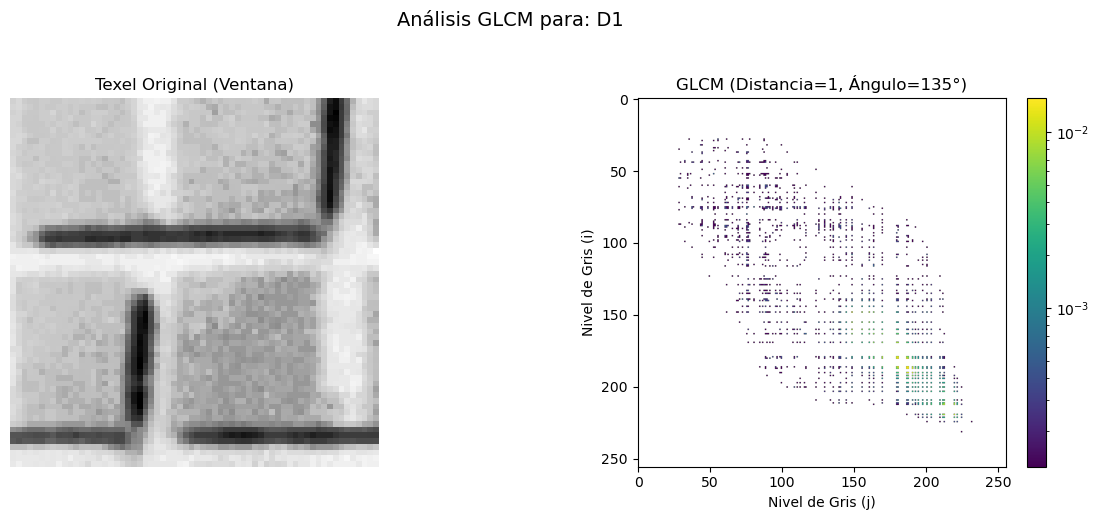 Análisis GLCM para: D1
Texel Original (Ventana)
GLCM (Distancia=1, Ángulo=135°)
0
50
100
150
200
250
Nivel de Gris (i)
0
50
100
150
200
250
Nivel de Gris (j)
10⁻²
10⁻³